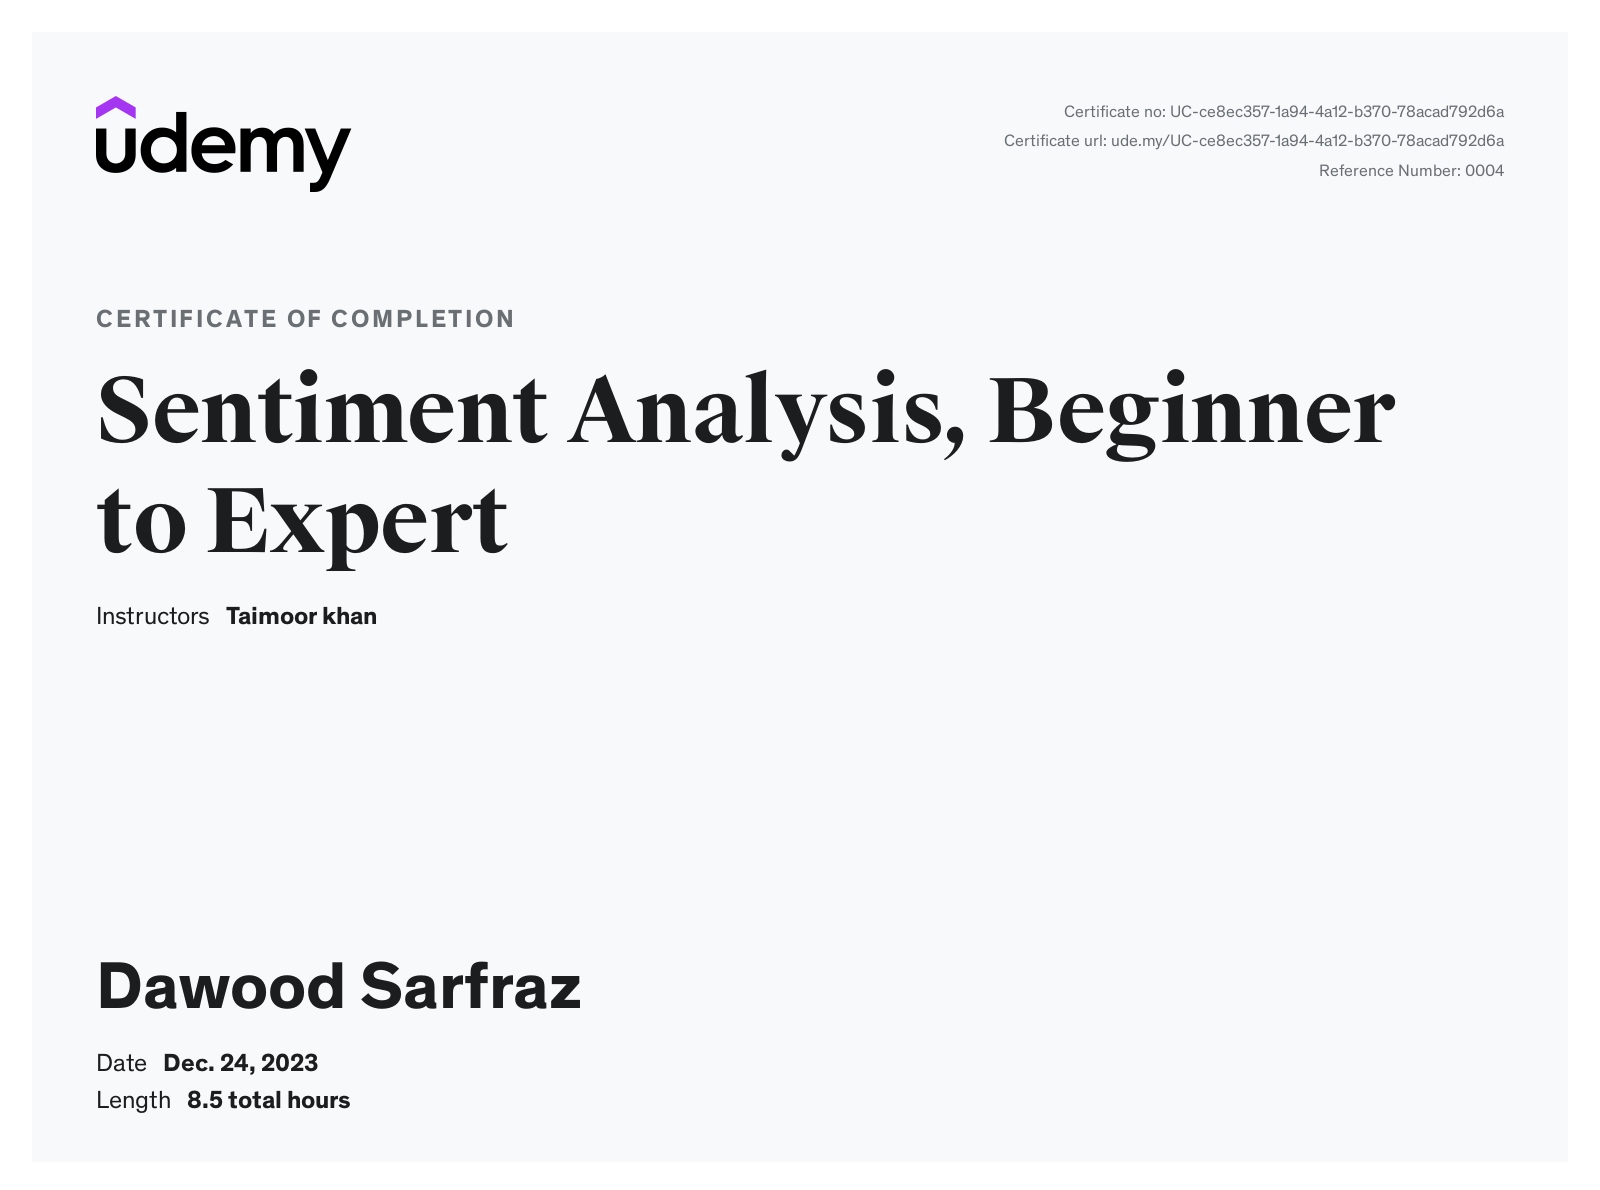 udemy
Certificate no: UC-ce8ec357-1a94-4a12-b370-78acad792d6a
Certificate url: ude.my/UC-ce8ec357-1a94-4a12-b370-78acad792d6a
Reference Number: 0004
CERTIFICATE OF COMPLETION
Sentiment Analysis, Beginner
to Expert
Instructors Taimoor khan
Dawood Sarfraz
Date Dec. 24, 2023
Length 8.5 total hours